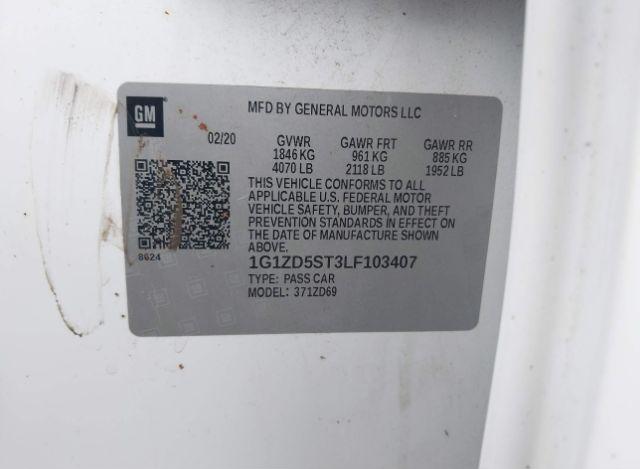 GM
MFD BY GENERAL MOTORS LLC
02/20 GVWR GAWR FRT GAWR RR
1846 KG 961 KG 885 KG
4070 LB 2118 LB 1952 LB
THIS VEHICLE CONFORMS TO ALL
APPLICABLE U.S. FEDERAL MOTOR
VEHICLE SAFETY, BUMPER, AND THEFT
PREVENTION STANDARDS IN EFFECT ON
THE DATE OF MANUFACTURE SHOWN
ABOVE.
8624
1G1ZD5ST3LF103407
TYPE: PASS CAR
MODEL: 371ZD69